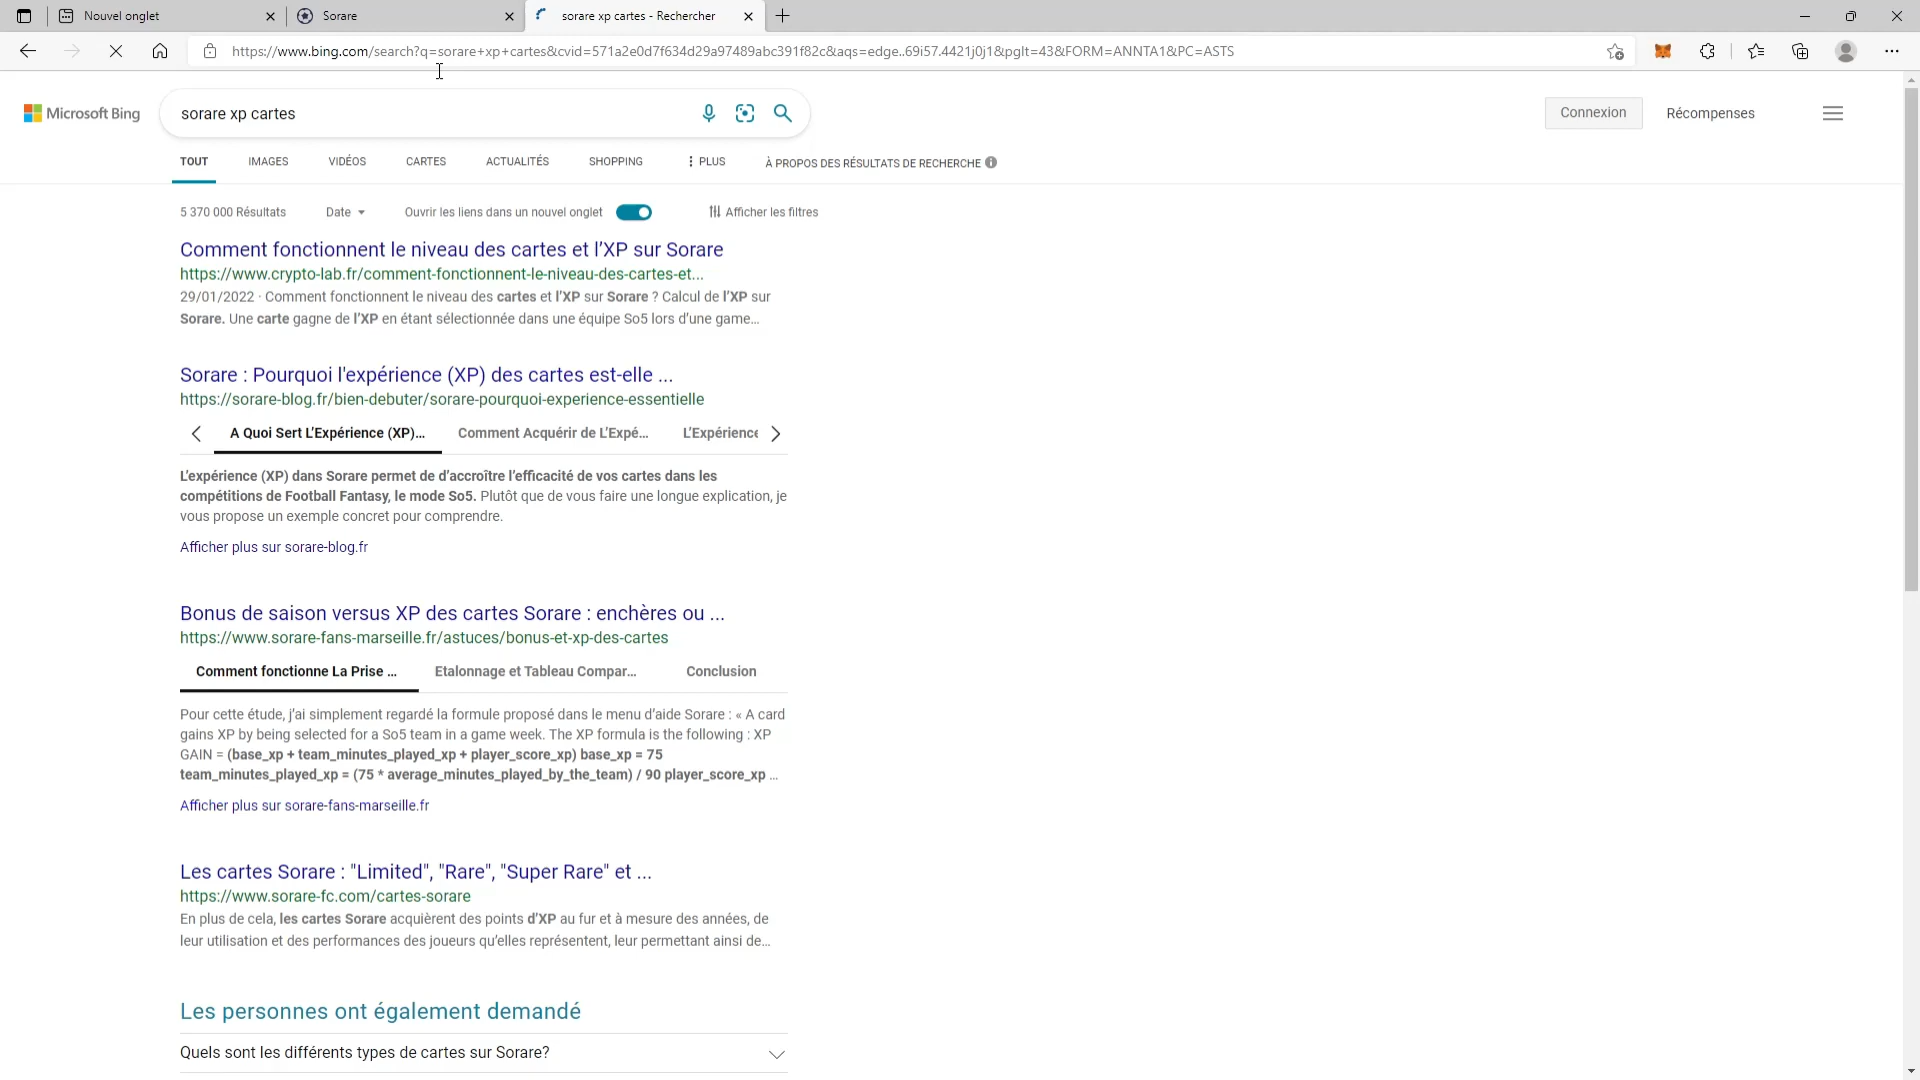 Nouvel onglet
Sorare
sorare xp cartes - Rechercher
https://www.bing.com/search?q=sorare+xp+cartes&cvid=571a2e0d7f634d29a97489abc391f82c&aqs=edge..69i57.4421j0j1&pglt=43&FORM=ANNTA1&PC=ASTS
Microsoft Bing
sorare xp cartes
Connexion
Récompenses
TOUT IMAGES VIDÉOS CARTES ACTUALITÉS SHOPPING PLUS À PROPOS DES RÉSULTATS DE RECHERCHE
5 370 000 Résultats Date Ouvrir les liens dans un nouvel onglet Afficher les filtres
Comment fonctionnent le niveau des cartes et l’XP sur Sorare
https://www.crypto-lab.fr/comment-fonctionnent-le-niveau-des-cartes-et...
29/01/2022 · Comment fonctionnent le niveau des cartes et l’XP sur Sorare ? Calcul de l’XP sur
Sorare. Une carte gagne de l’XP en étant sélectionnée dans une équipe So5 lors d’une game...
Sorare : Pourquoi l'expérience (XP) des cartes est-elle ...
https://sorare-blog.fr/bien-debuter/sorare-pourquoi-experience-essentielle
A Quoi Sert L’Expérience (XP)... Comment Acquérir de L’Expé... L’Expérience
L’expérience (XP) dans Sorare permet de d’accroître l’efficacité de vos cartes dans les
compétitions de Football Fantasy, le mode So5. Plutôt que de vous faire une longue explication, je
vous propose un exemple concret pour comprendre.
Afficher plus sur sorare-blog.fr
Bonus de saison versus XP des cartes Sorare : enchères ou ...
https://www.sorare-fans-marseille.fr/astuces/bonus-et-xp-des-cartes
Comment fonctionne La Prise ... Etalonnage et Tableau Compar... Conclusion
Pour cette étude, j’ai simplement regardé la formule proposé dans le menu d’aide Sorare : « A card
gains XP by being selected for a So5 team in a game week. The XP formula is the following : XP
GAIN = (base_xp + team_minutes_played_xp + player_score_xp) base_xp = 75
team_minutes_played_xp = (75 * average_minutes_played_by_the_team) / 90 player_score_xp ...
Afficher plus sur sorare-fans-marseille.fr
Les cartes Sorare : "Limited", "Rare", "Super Rare" et ...
https://www.sorare-fc.com/cartes-sorare
En plus de cela, les cartes Sorare acquièrent des points d’XP au fur et à mesure des années, de
leur utilisation et des performances des joueurs qu’elles représentent, leur permettant ainsi de...
Les personnes ont également demandé
Quels sont les différents types de cartes sur Sorare?